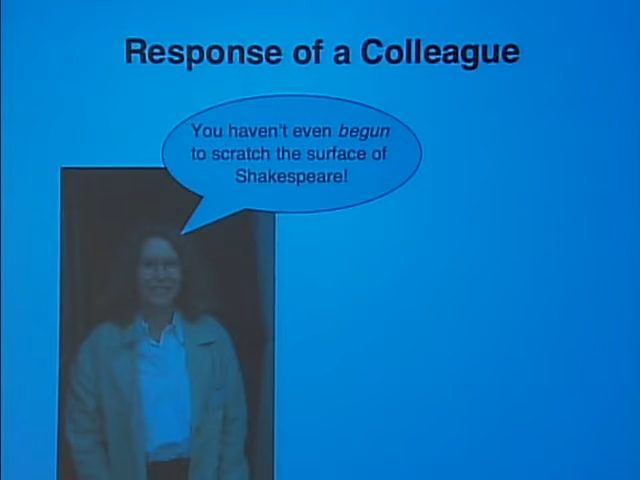 Response of a Colleague
You haven't even begun
to scratch the surface of
Shakespeare!